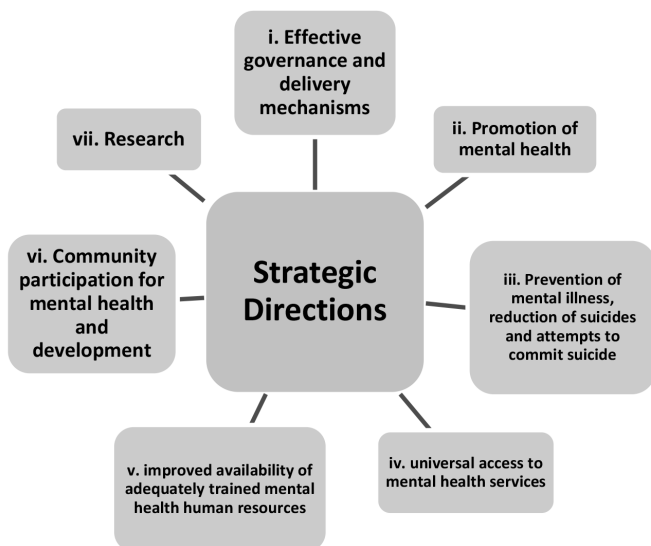 i. Effective
governance and
delivery
mechanisms
ii. Promotion of
mental health
iii. Prevention of
mental illness,
reduction of suicides
and attempts to
commit suicide
iv. universal access to
mental health services
v. improved availability of
adequately trained mental
health human resources
vi. Community
participation for
mental health
and
development
vii. Research
Strategic
Directions